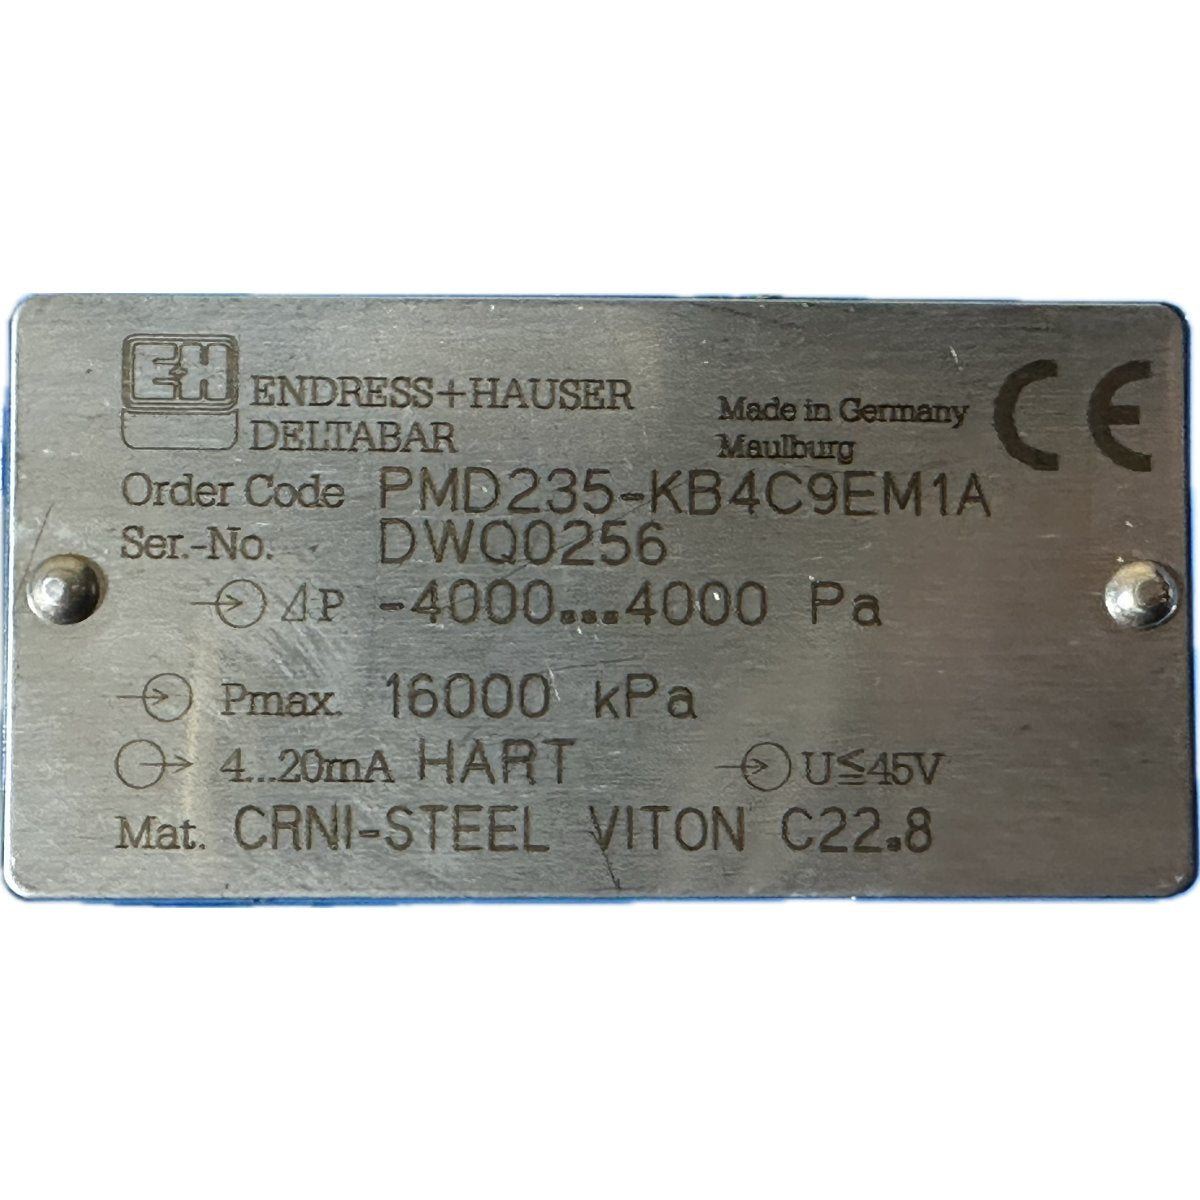 E+H ENDRESS+HAUSER
DELTABAR
Made in Germany
Maulburg
CE
Order Code PMD235-KB4C9EM1A
Ser.-No. DWQ0256
ΔP -4000...4000 Pa
Pmax. 16000 kPa
4...20mA HART U≤45V
Mat. CRNI-STEEL VITON C22.8